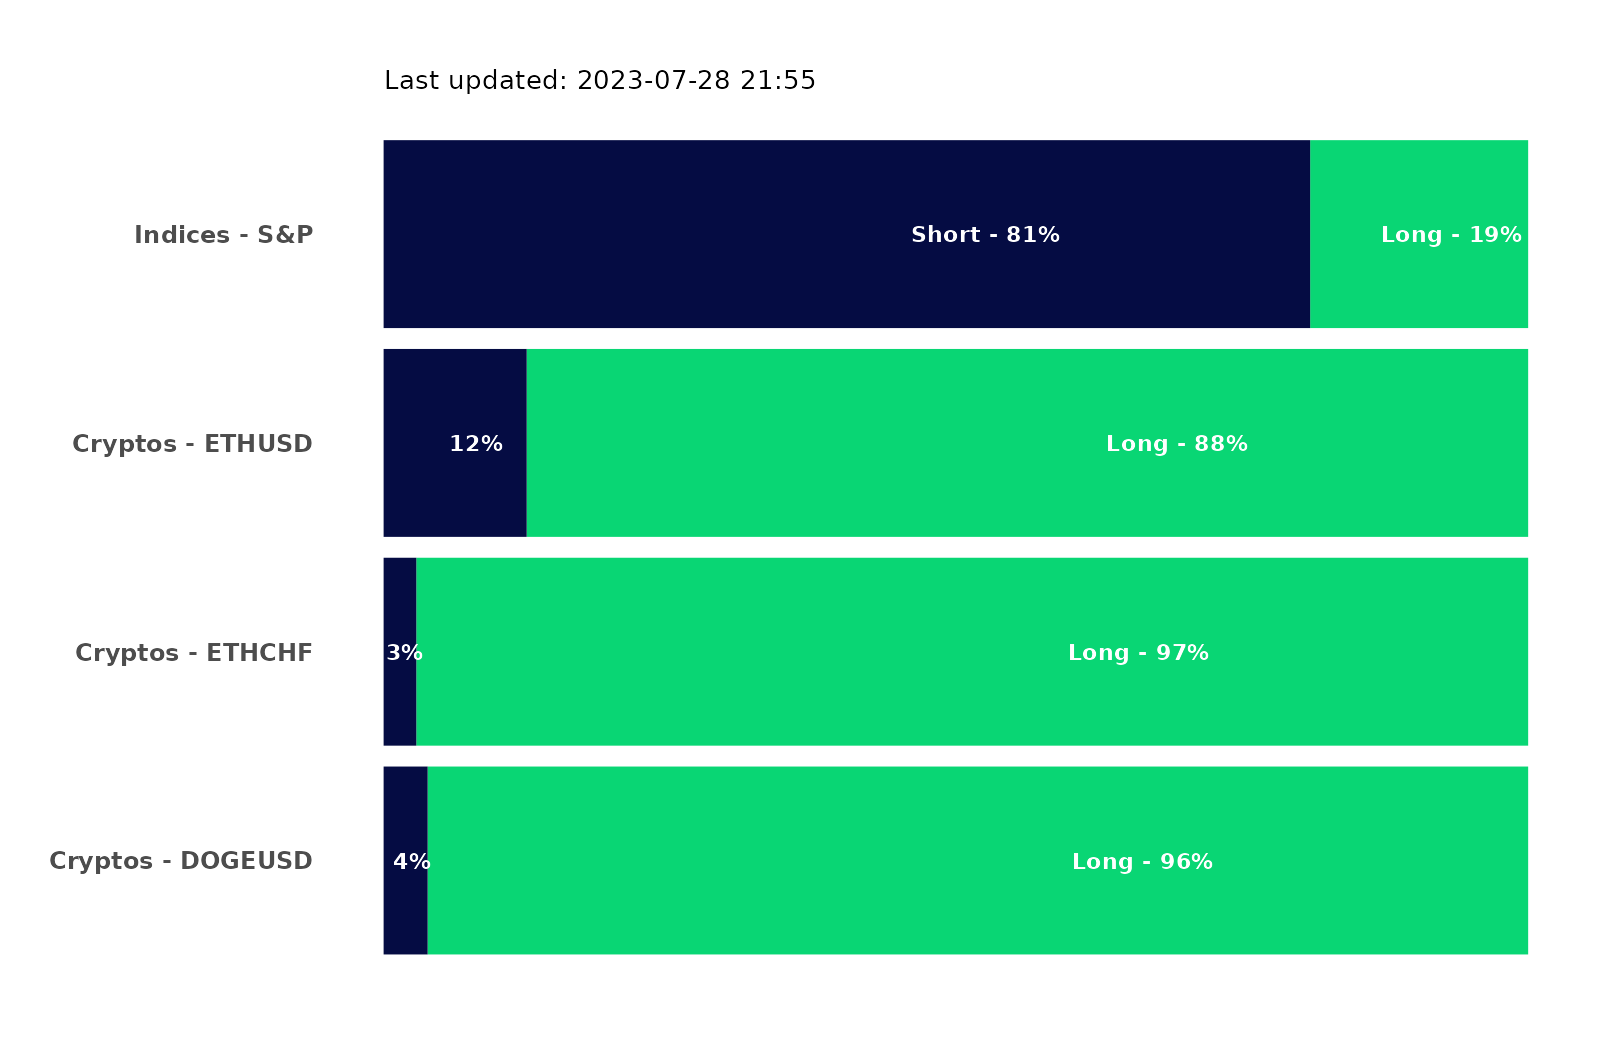 Last updated: 2023-07-28 21:55
Indices - S&P
Short - 81%
Long - 19%
Cryptos - ETHUSD
12%
Long - 88%
Cryptos - ETHCHF
3%
Long - 97%
Cryptos - DOGEUSD
4%
Long - 96%